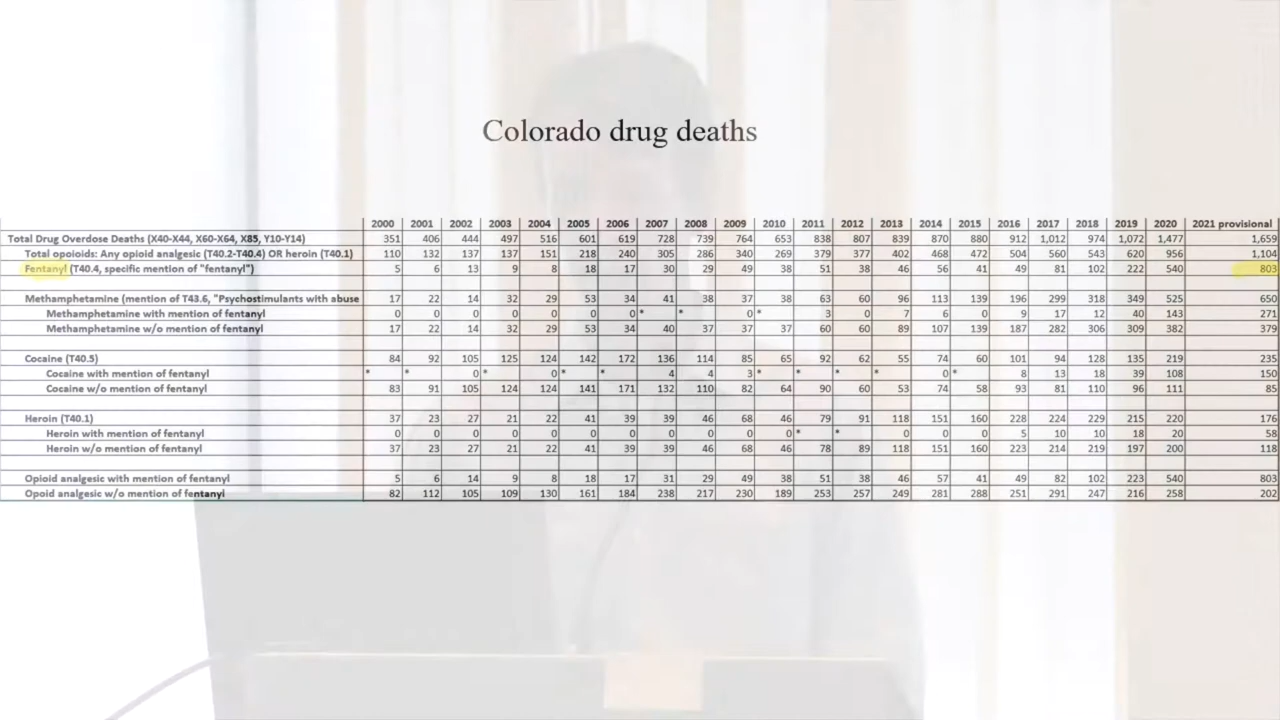 Colorado drug deaths
2000 2001 2002 2003 2004 2005 2006 2007 2008 2009 2010 2011 2012 2013 2014 2015 2016 2017 2018 2019 2020 2021 provisional
Total Drug Overdose Deaths (X40-X44, X60-X64, X85, Y10-Y14) 351 406 444 497 516 601 619 728 739 764 653 838 807 839 870 880 912 1,012 974 1,072 1,477 1,659
Total opoioids: Any opioid analgesic (T40.2-T40.4) OR heroin (T40.1) 110 132 137 137 151 218 240 305 286 340 269 379 377 402 468 472 504 560 543 620 956 1,104
Fentanyl (T40.4, specific mention of "fentanyl") 5 6 13 9 8 18 17 30 29 49 38 51 38 46 56 41 49 81 102 222 540 803
Methamphetamine (mention of T43.6, "Psychostimulants with abuse 17 22 14 32 29 53 34 41 38 37 38 63 60 96 113 139 196 299 318 349 525 650
Methamphetamine with mention of fentanyl 0 0 0 0 0 0 0 * * 0 * 3 0 7 6 0 9 17 12 40 143 271
Methamphetamine w/o mention of fentanyl 17 22 14 32 29 53 34 40 37 37 37 60 60 89 107 139 187 282 306 309 382 379
Cocaine (T40.5) 84 92 105 125 124 142 172 136 114 85 65 92 62 55 74 60 101 94 128 135 219 235
Cocaine with mention of fentanyl * * 0 * 0 * * 4 4 3 * * * * 0 * 8 13 18 39 108 150
Cocaine w/o mention of fentanyl 83 91 105 124 124 141 171 132 110 82 64 90 60 53 74 58 93 81 110 96 111 85
Heroin (T40.1) 37 23 27 21 22 41 39 39 46 68 46 79 91 118 151 160 228 224 229 215 220 176
Heroin with mention of fentanyl 0 0 0 0 0 0 0 0 0 0 0 * * 0 0 0 5 10 10 18 20 58
Heroin w/o mention of fentanyl 37 23 27 21 22 41 39 39 46 68 46 78 89 118 151 160 223 214 219 197 200 118
Opioid analgesic with mention of fentanyl 5 6 14 9 8 18 17 31 29 49 38 51 38 46 57 41 49 82 102 223 540 803
Opoid analgesic w/o mention of fentanyl 82 112 105 109 130 161 184 238 217 230 189 253 257 249 281 288 251 291 247 216 258 202